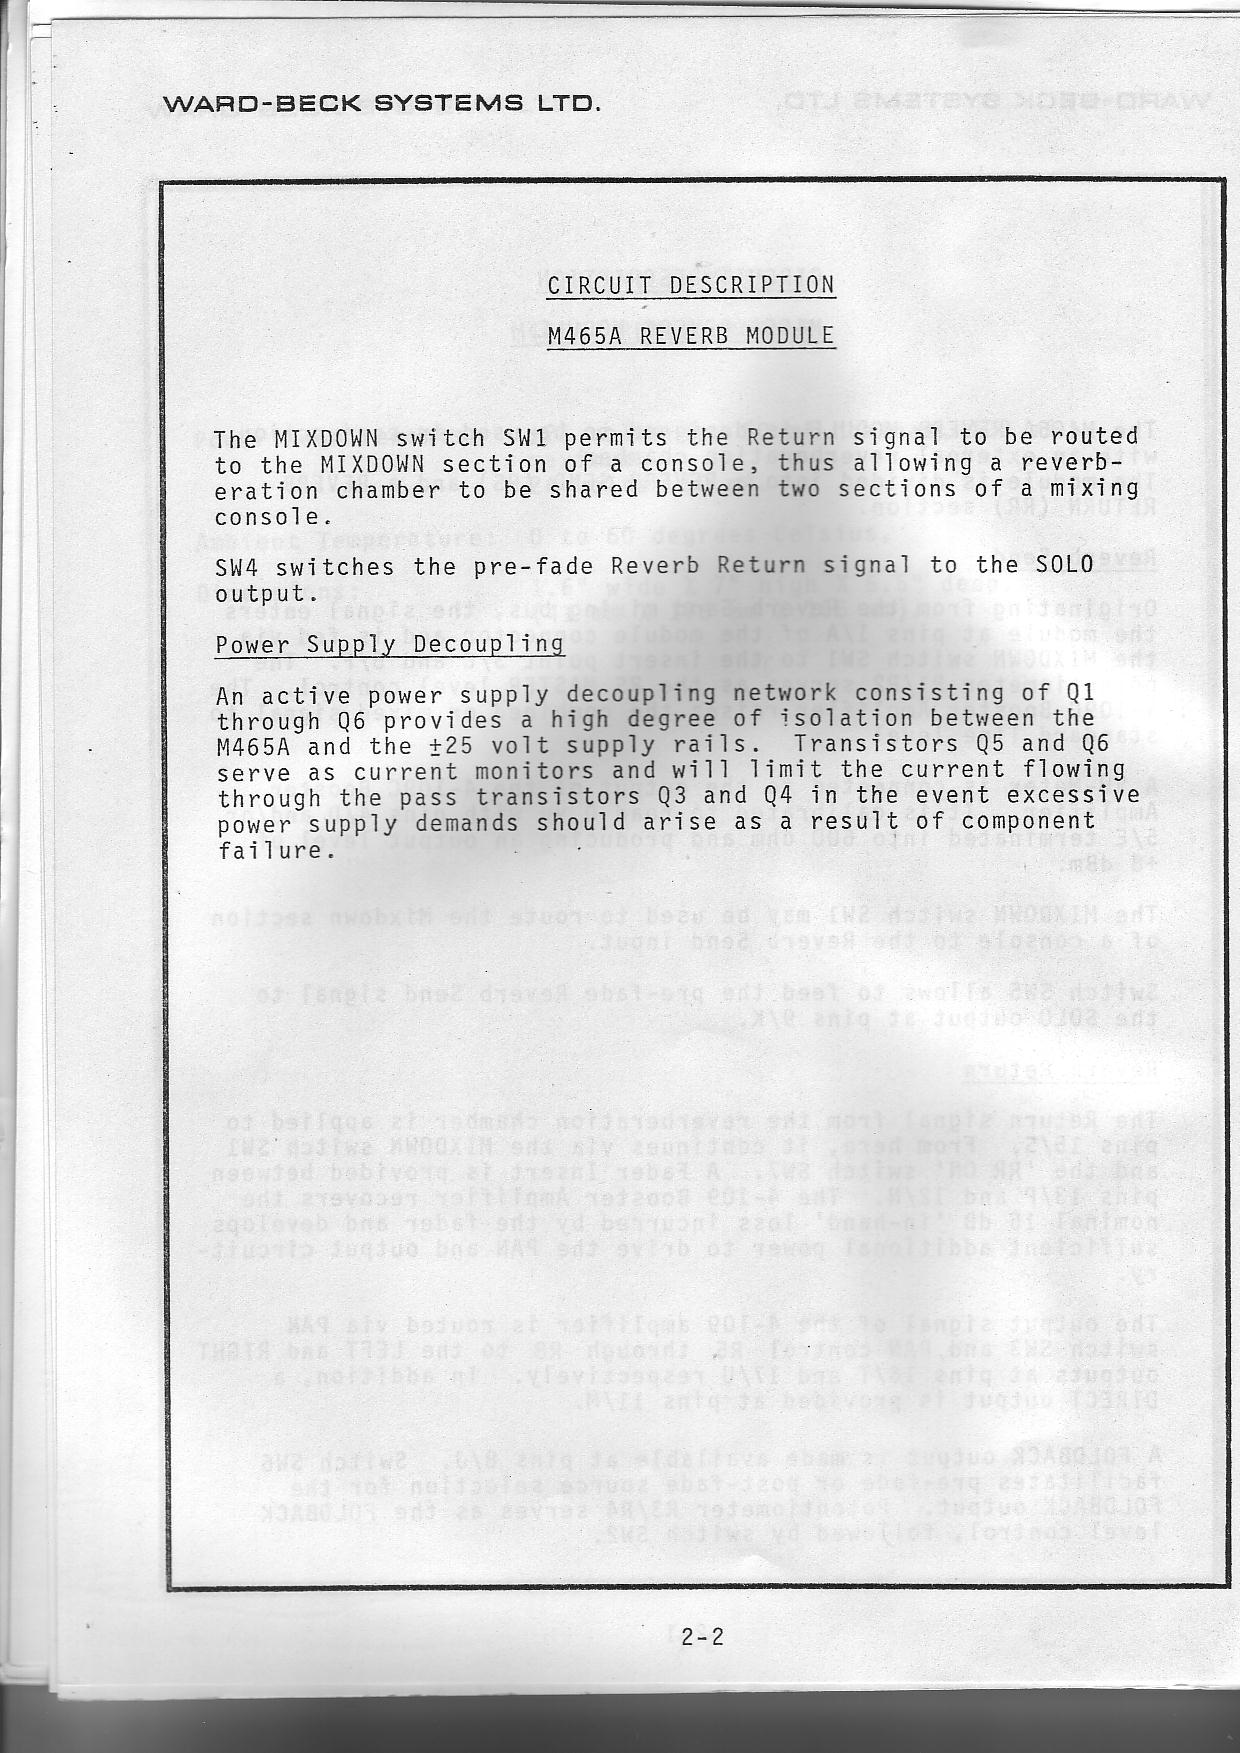 WARD-BECK SYSTEMS LTD.
CIRCUIT DESCRIPTION
M465A REVERB MODULE
The MIXDOWN switch SW1 permits the Return signal to be routed
to the MIXDOWN section of a console, thus allowing a reverb-
eration chamber to be shared between two sections of a mixing
console.
SW4 switches the pre-fade Reverb Return signal to the SOLO
output.
Power Supply Decoupling
An active power supply decoupling network consisting of Q1
through Q6 provides a high degree of isolation between the
M465A and the ±25 volt supply rails. Transistors Q5 and Q6
serve as current monitors and will limit the current flowing
through the pass transistors Q3 and Q4 in the event excessive
power supply demands should arise as a result of component
failure.
2-2